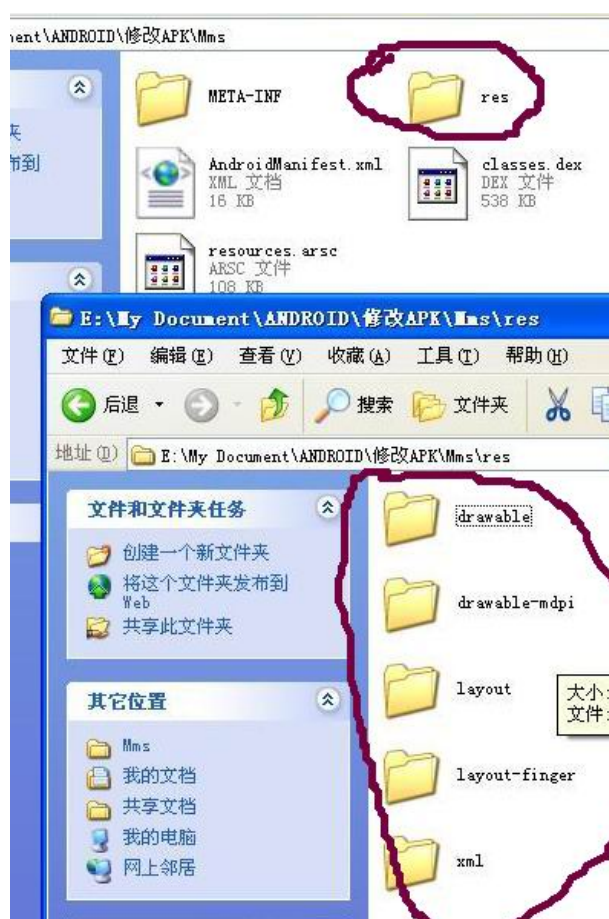 ent\ANDROID\修改APK\Mms
META-INF
res
夹
布到
AndroidManifest.xml
XML 文档
16 KB
classes.dex
DEX 文件
538 KB
resources.arsc
ARSC 文件
108 KB
E:\My Document\ANDROID\修改APK\Mms\res
文件(F) 编辑(E) 查看(V) 收藏(A) 工具(T) 帮助(H)
后退 搜索 文件夹
地址(D) E:\My Document\ANDROID\修改APK\Mms\res
文件和文件夹任务
创建一个新文件夹
将这个文件夹发布到
Web
共享此文件夹
其它位置
Mms
我的文档
共享文档
我的电脑
网上邻居
drawable
drawable-mdpi
layout
大小:
文件:
layout-finger
xml